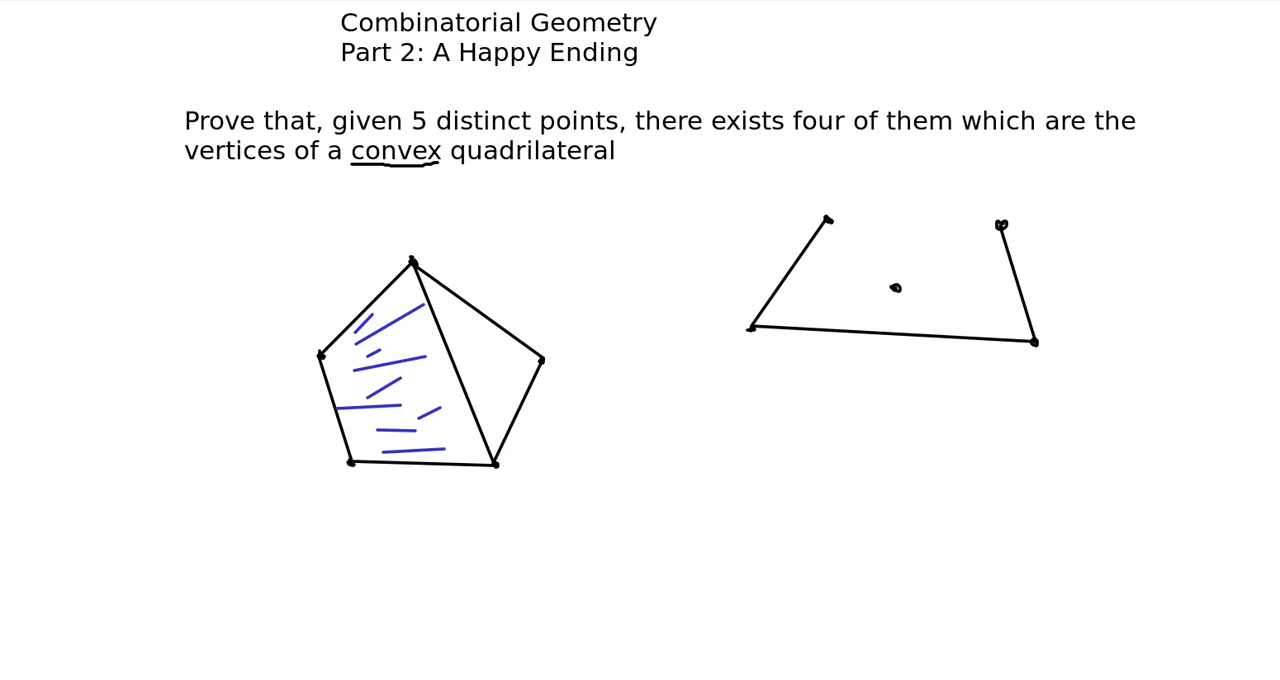 Combinatorial Geometry
Part 2: A Happy Ending
Prove that, given 5 distinct points, there exists four of them which are the
vertices of a convex quadrilateral